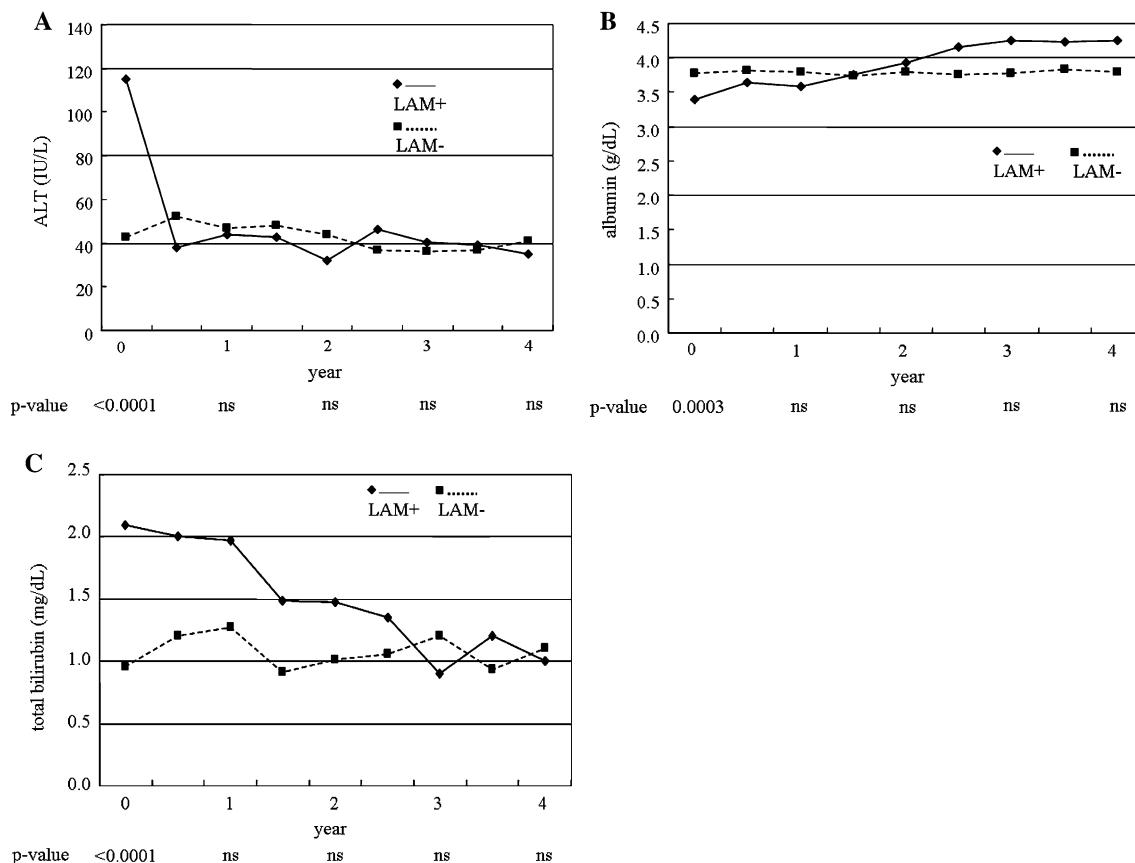 A
140
120
100
80
60
40
20
0
ALT (IU/L)
LAM+
LAM-
0 1 2 3 4
year
p-value <0.0001 ns ns ns ns
B
4.5
4.0
3.5
3.0
2.5
2.0
1.5
1.0
0.5
0.0
albumin (g/dL)
LAM+ LAM-
0 1 2 3 4
year
p-value 0.0003 ns ns ns ns
C
2.5
2.0
1.5
1.0
0.5
0.0
total bilirubin (mg/dL)
LAM+ LAM-
0 1 2 3 4
year
p-value <0.0001 ns ns ns ns